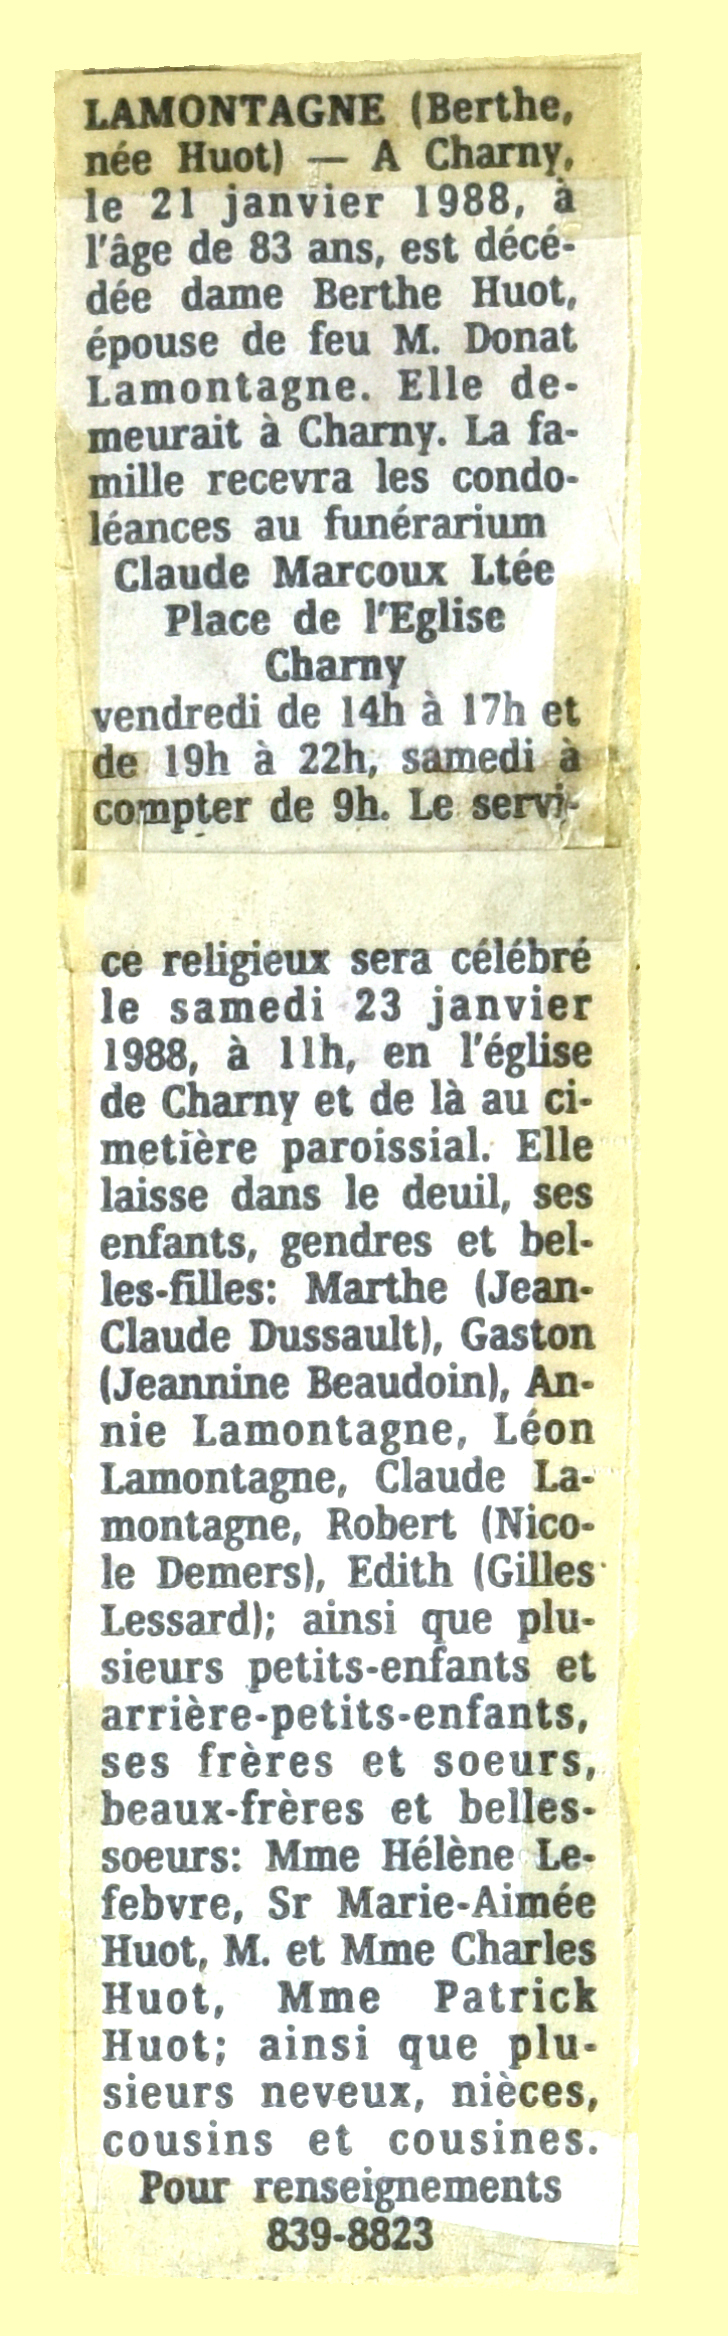 LAMONTAGNE (Berthe,
née Huot) — A Charny,
le 21 janvier 1988, à
l'âge de 83 ans, est décé-
dée dame Berthe Huot,
épouse de feu M. Donat
Lamontagne. Elle de-
meurait à Charny. La fa-
mille recevra les condo-
léances au funérarium
Claude Marcoux Ltée
Place de l'Eglise
Charny
vendredi de 14h à 17h et
de 19h à 22h, samedi à
compter de 9h. Le servi-
ce religieux sera célébré
le samedi 23 janvier
1988, à 11h, en l'église
de Charny et de là au ci-
metière paroissial. Elle
laisse dans le deuil, ses
enfants, gendres et bel-
les-filles: Marthe (Jean-
Claude Dussault), Gaston
(Jeannine Beaudoin), An-
nie Lamontagne, Léon
Lamontagne, Claude La-
montagne, Robert (Nico-
le Demers), Edith (Gilles
Lessard); ainsi que plu-
sieurs petits-enfants et
arrière-petits-enfants,
ses frères et soeurs,
beaux-frères et belles-
soeurs: Mme Hélène Le-
febvre, Sr Marie-Aimée
Huot, M. et Mme Charles
Huot, Mme Patrick
Huot; ainsi que plu-
sieurs neveux, nièces,
cousins et cousines.
Pour renseignements
839-8823